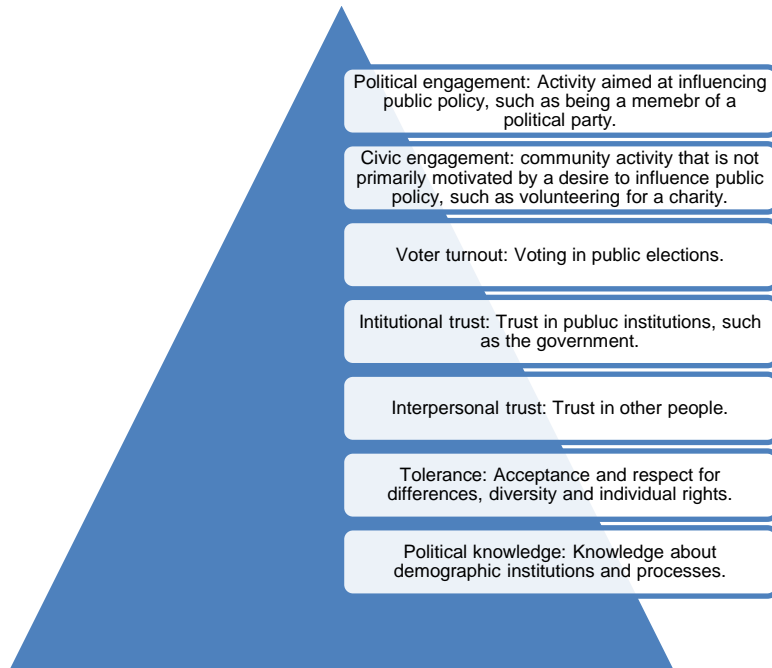 Political engagement: Activity aimed at influencing
public policy, such as being a memebr of a
political party.
Civic engagement: community activity that is not
primarily motivated by a desire to influence public
policy, such as volunteering for a charity.
Voter turnout: Voting in public elections.
Intitutional trust: Trust in publuc institutions, such
as the government.
Interpersonal trust: Trust in other people.
Tolerance: Acceptance and respect for
differences, diversity and individual rights.
Political knowledge: Knowledge about
demographic institutions and processes.